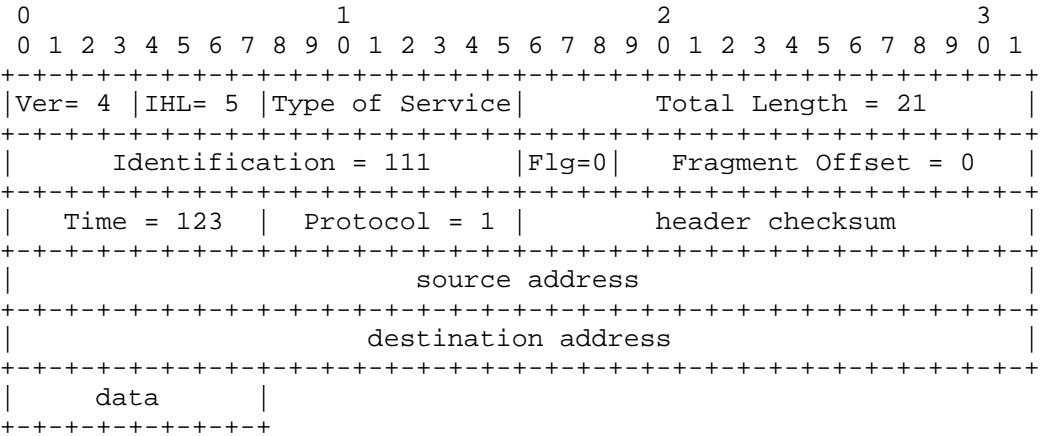 0                   1                   2                   3
 0 1 2 3 4 5 6 7 8 9 0 1 2 3 4 5 6 7 8 9 0 1 2 3 4 5 6 7 8 9 0 1
+-+-+-+-+-+-+-+-+-+-+-+-+-+-+-+-+-+-+-+-+-+-+-+-+-+-+-+-+-+-+-+-+
|Ver= 4 |IHL= 5 |Type of Service|        Total Length = 21      |
+-+-+-+-+-+-+-+-+-+-+-+-+-+-+-+-+-+-+-+-+-+-+-+-+-+-+-+-+-+-+-+-+
|      Identification = 111     |Flg=0|   Fragment Offset = 0   |
+-+-+-+-+-+-+-+-+-+-+-+-+-+-+-+-+-+-+-+-+-+-+-+-+-+-+-+-+-+-+-+-+
|   Time = 123  |  Protocol = 1 |        header checksum        |
+-+-+-+-+-+-+-+-+-+-+-+-+-+-+-+-+-+-+-+-+-+-+-+-+-+-+-+-+-+-+-+-+
|                         source address                        |
+-+-+-+-+-+-+-+-+-+-+-+-+-+-+-+-+-+-+-+-+-+-+-+-+-+-+-+-+-+-+-+-+
|                      destination address                      |
+-+-+-+-+-+-+-+-+-+-+-+-+-+-+-+-+-+-+-+-+-+-+-+-+-+-+-+-+-+-+-+-+
|     data      |
+-+-+-+-+-+-+-+-+